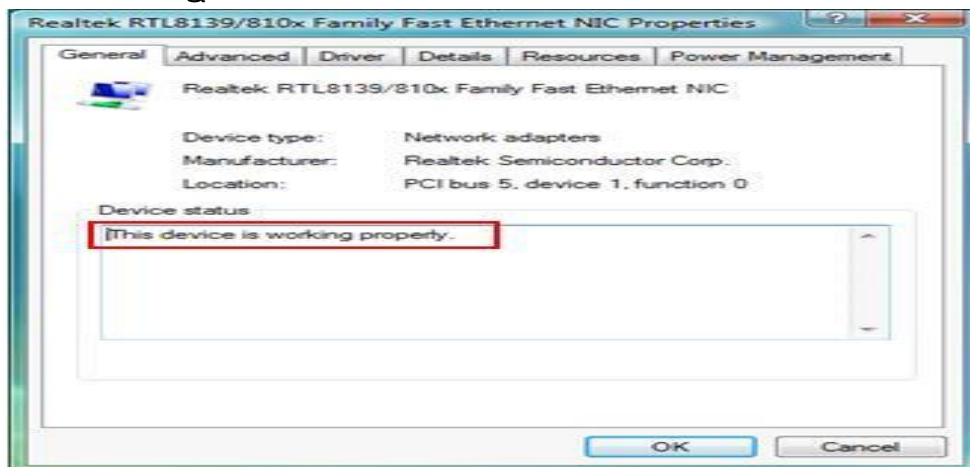 Realtek RTL8139/810x Family Fast Ethernet NIC Properties
General Advanced Driver Details Resources Power Management
Realtek RTL8139/810x Family Fast Ethernet NIC
Device type: Network adapters
Manufacturer: Realtek Semiconductor Corp.
Location: PCI bus 5, device 1, function 0
Device status
This device is working properly.
OK Cancel